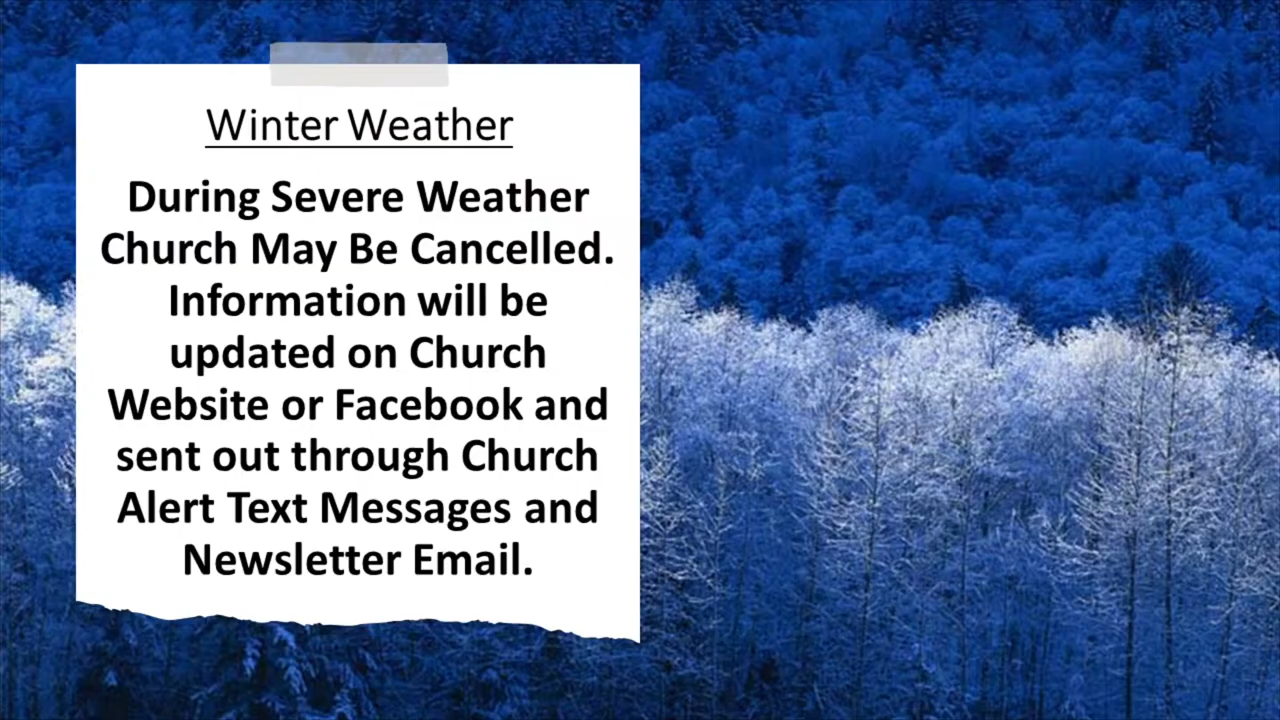 Winter Weather
During Severe Weather
Church May Be Cancelled.
Information will be
updated on Church
Website or Facebook and
sent out through Church
Alert Text Messages and
Newsletter Email.